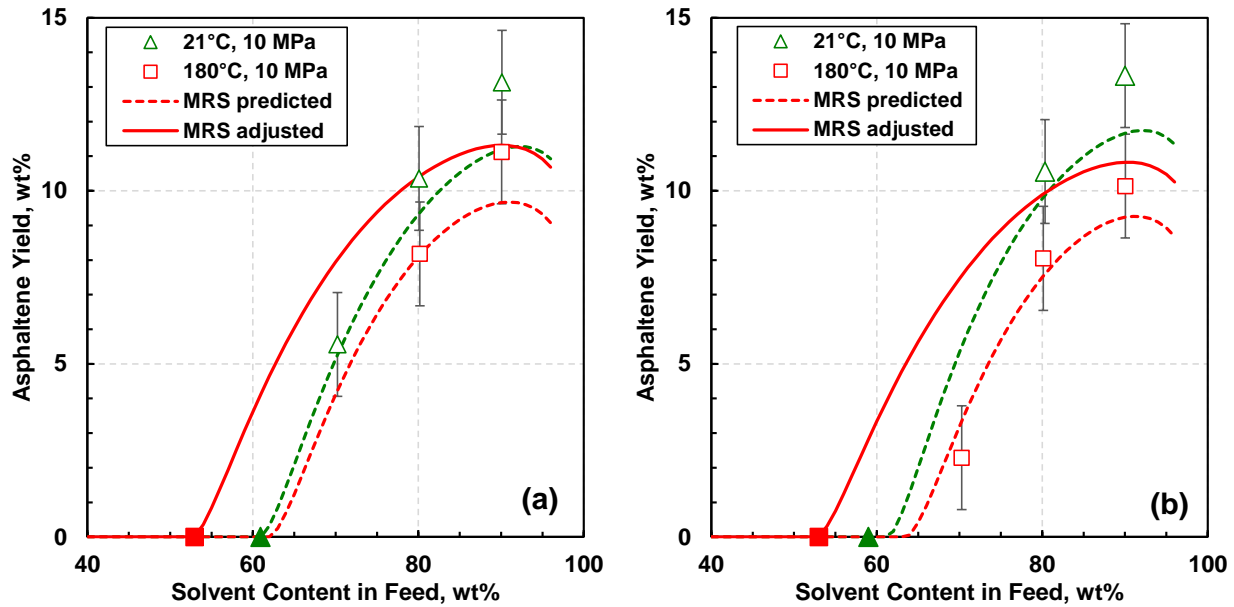 15
10
5
0
Asphaltene Yield, wt%
21°C, 10 MPa
180°C, 10 MPa
MRS predicted
MRS adjusted
(a)
40 60 80 100
Solvent Content in Feed, wt%
15
10
5
0
Asphaltene Yield, wt%
21°C, 10 MPa
180°C, 10 MPa
MRS predicted
MRS adjusted
(b)
40 60 80 100
Solvent Content in Feed, wt%